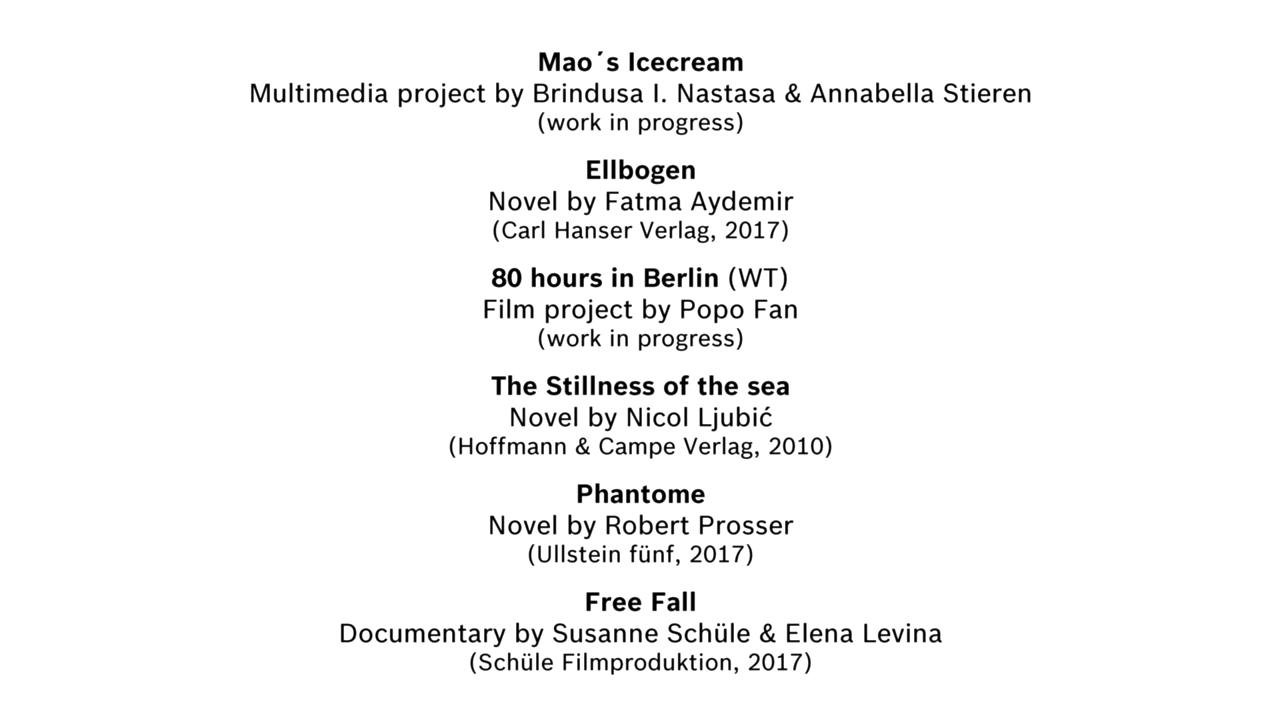 Mao´s Icecream
Multimedia project by Brindusa I. Nastasa & Annabella Stieren
(work in progress)
Ellbogen
Novel by Fatma Aydemir
(Carl Hanser Verlag, 2017)
80 hours in Berlin (WT)
Film project by Popo Fan
(work in progress)
The Stillness of the sea
Novel by Nicol Ljubić
(Hoffmann & Campe Verlag, 2010)
Phantome
Novel by Robert Prosser
(Ullstein fünf, 2017)
Free Fall
Documentary by Susanne Schüle & Elena Levina
(Schüle Filmproduktion, 2017)